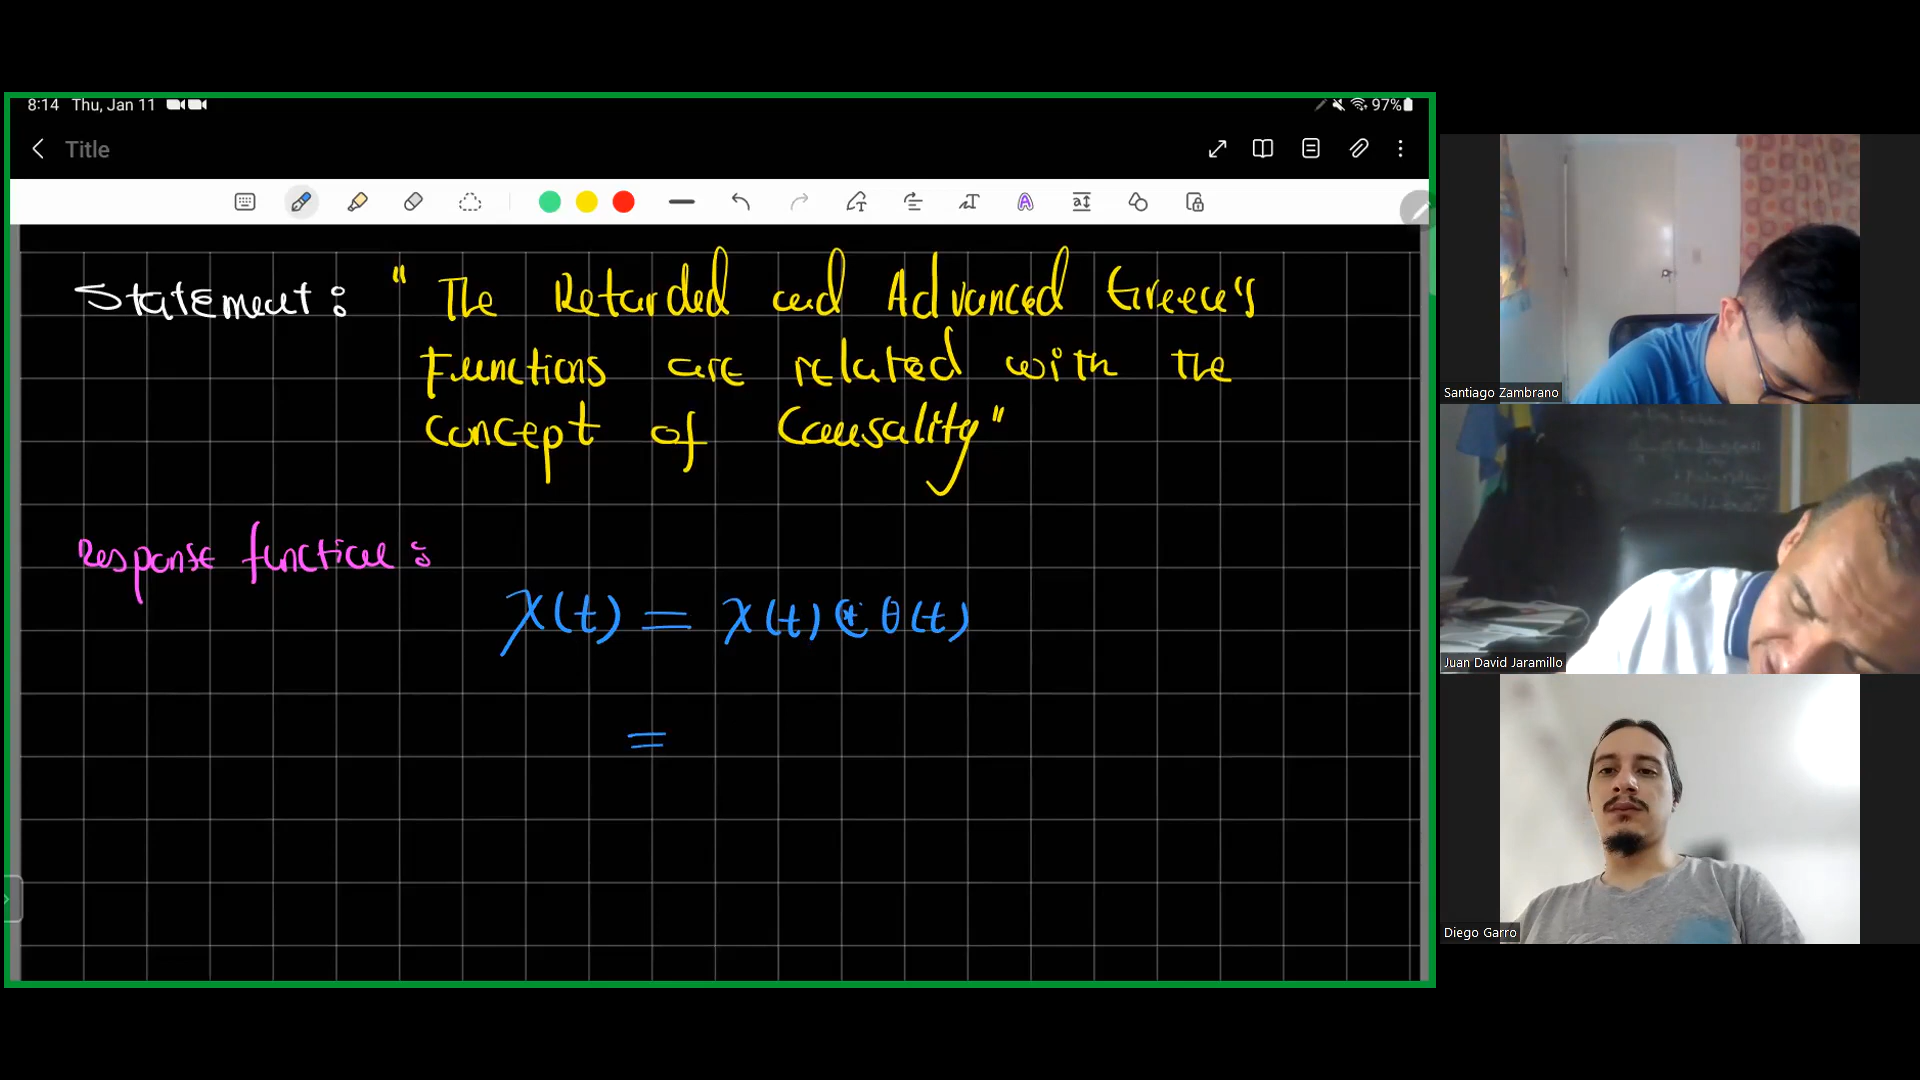 8:14 Thu, Jan 11
97%
Title
Statement: " The Retarded and Advanced Green's
Functions are related with the
concept of Causality"
Response function:
χ(t) = χ(t) θ(t)
=
Santiago Zambrano
Juan David Jaramillo
Diego Garro